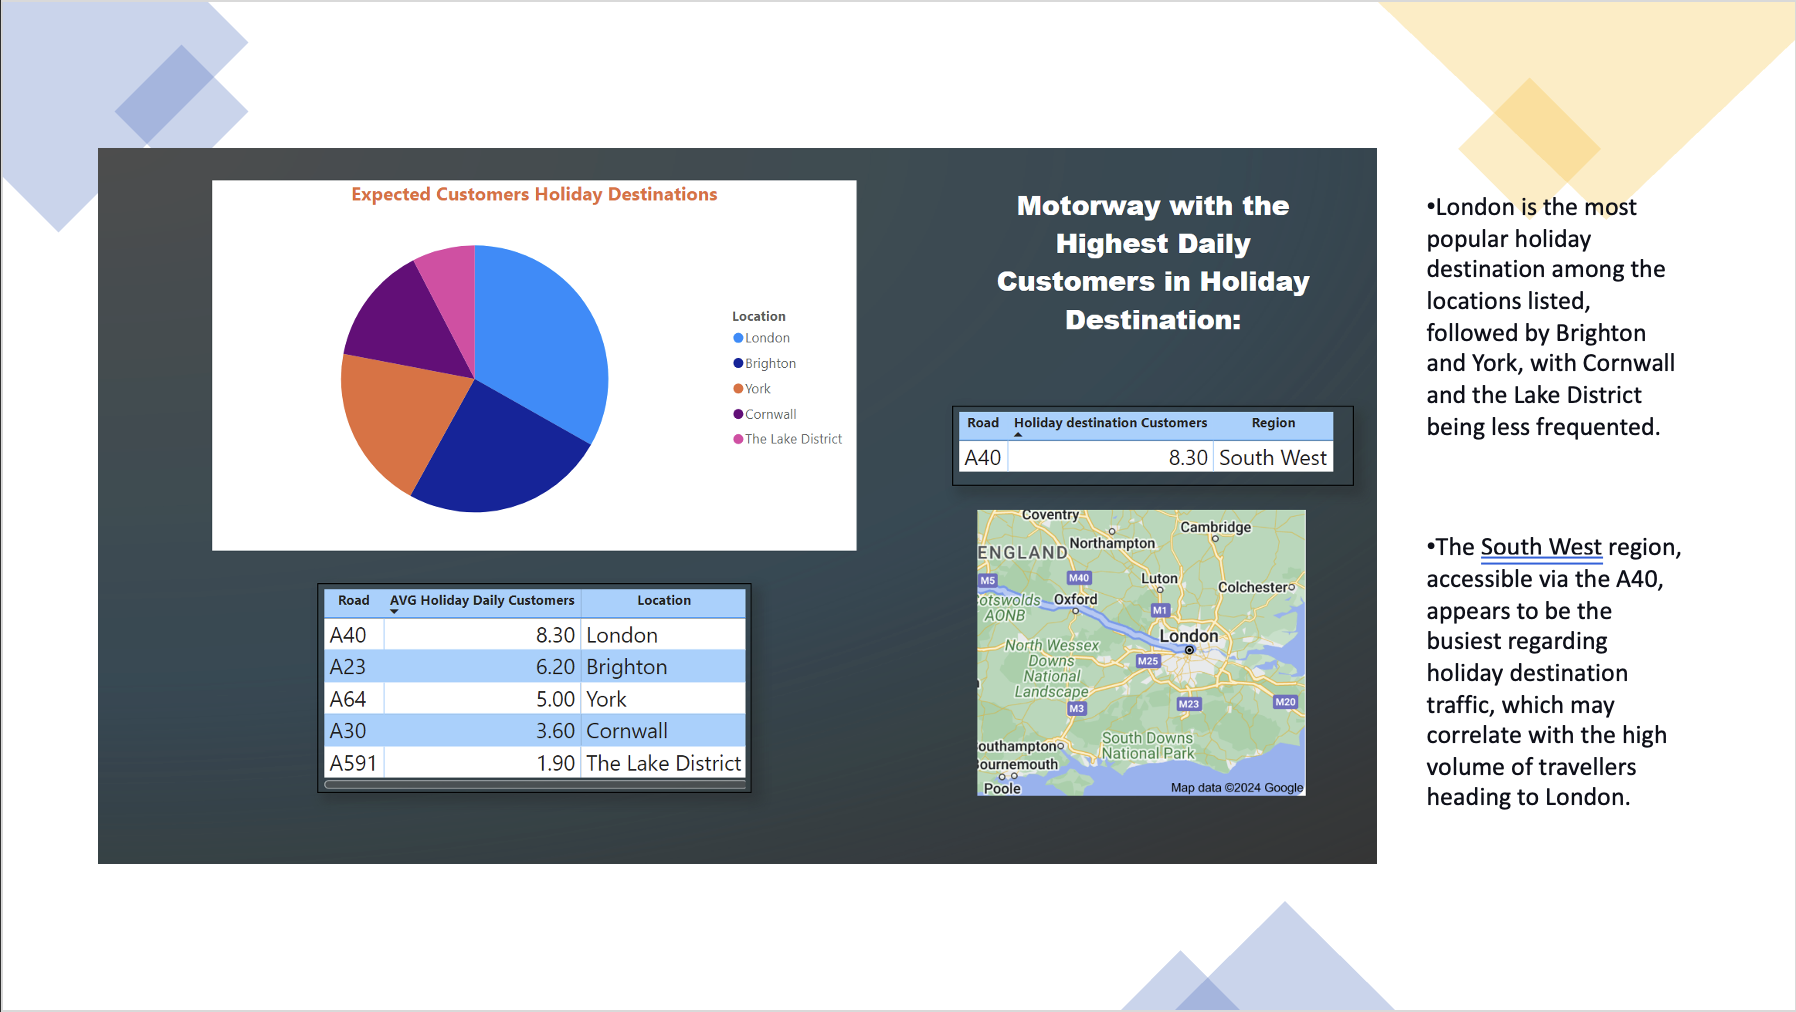 Expected Customers Holiday Destinations
Location
London
Brighton
York
Cornwall
The Lake District
Road AVG Holiday Daily Customers Location
A40 8.30 London
A23 6.20 Brighton
A64 5.00 York
A30 3.60 Cornwall
A591 1.90 The Lake District
Motorway with the
Highest Daily
Customers in Holiday
Destination:
Road Holiday destination Customers Region
A40 8.30 South West
Coventry
Cambridge
Northampton
ENGLAND
M5
M40
Luton
Colchester
otswolds
AONB
Oxford
M1
London
North Wessex
Downs
National
Landscape
M25
M3
M23
M20
South Downs
National Park
outhampton
ournemouth
Poole
Map data ©2024 Google
•London is the most
popular holiday
destination among the
locations listed,
followed by Brighton
and York, with Cornwall
and the Lake District
being less frequented.
•The South West region,
accessible via the A40,
appears to be the
busiest regarding
holiday destination
traffic, which may
correlate with the high
volume of travellers
heading to London.